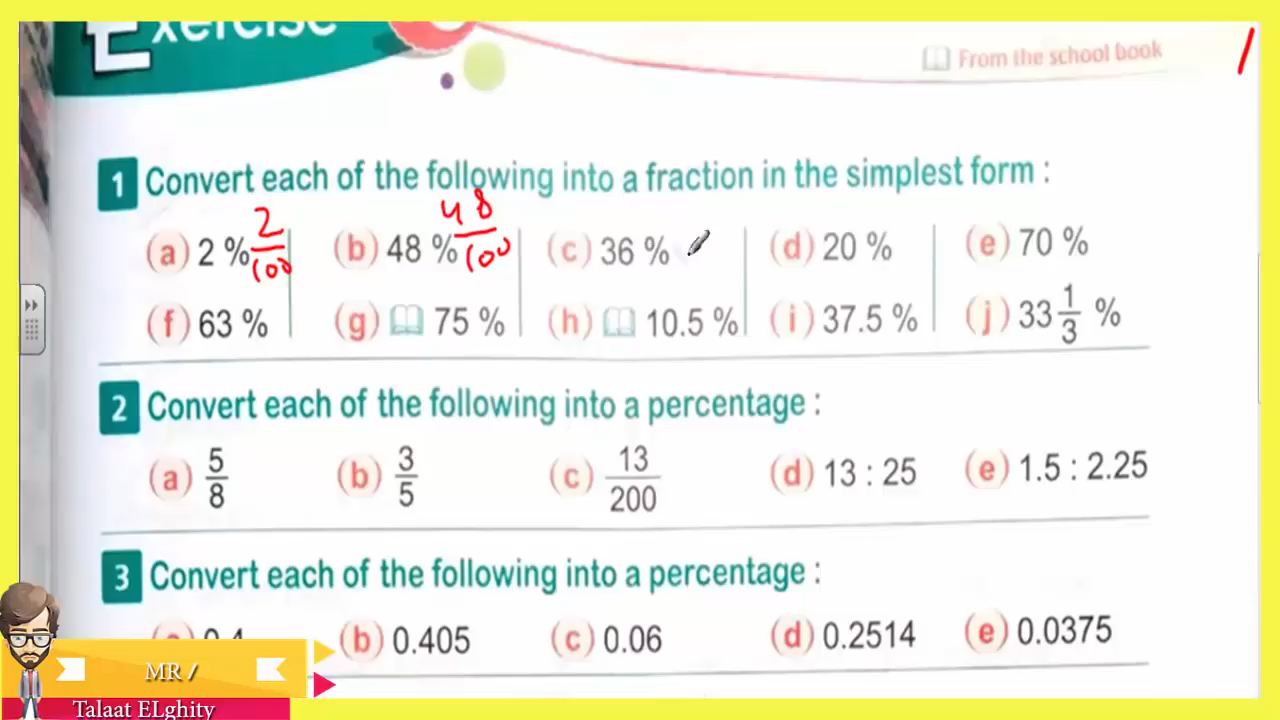 Exercise
From the school book
1 Convert each of the following into a fraction in the simplest form :
(a) 2 % 2/100 (b) 48 % 48/100 (c) 36 % (d) 20 % (e) 70 %
(f) 63 % (g) 75 % (h) 10.5 % (i) 37.5 % (j) 33 1/3 %
2 Convert each of the following into a percentage :
(a) 5/8 (b) 3/5 (c) 13/200 (d) 13 : 25 (e) 1.5 : 2.25
3 Convert each of the following into a percentage :
(a) 0.4 (b) 0.405 (c) 0.06 (d) 0.2514 (e) 0.0375
MR /
Talaat ELghity